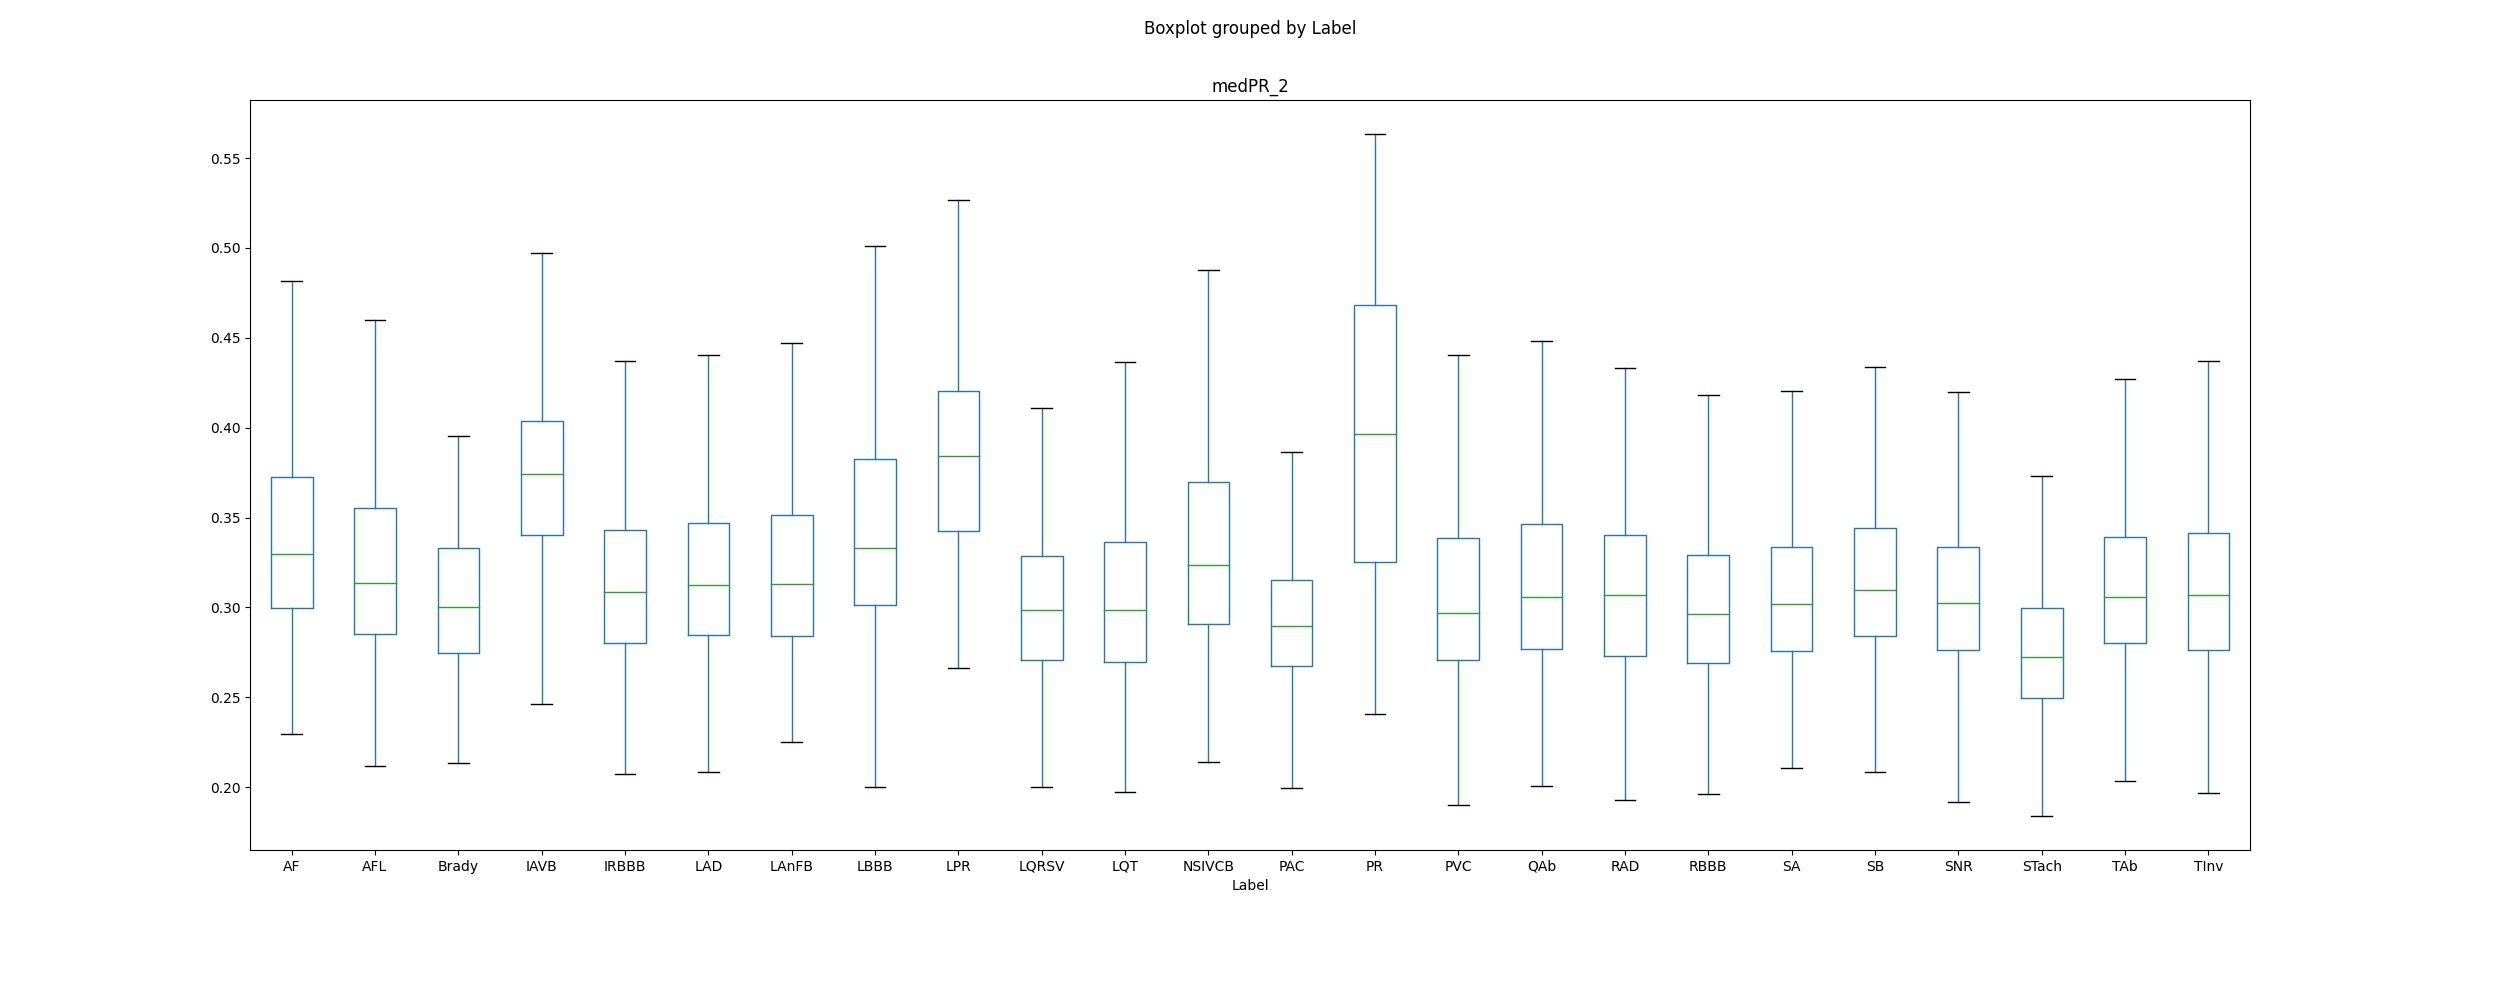 Boxplot grouped by Label
medPR_2
0.55
0.50
0.45
0.40
0.35
0.30
0.25
0.20
AF AFL Brady IAVB IRBBB LAD LAnFB LBBB LPR LQRSV LQT NSIVCB PAC PR PVC QAb RAD RBBB SA SB SNR STach TAb TInv
Label